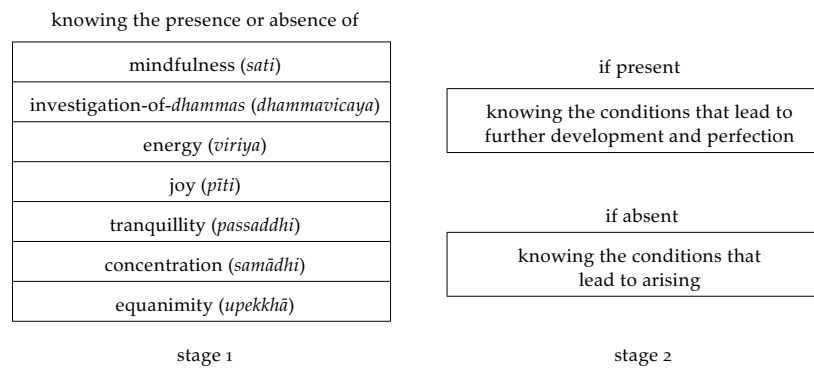 knowing the presence or absence of
mindfulness (sati)
investigation-of-dhammas (dhammavicaya)
energy (viriya)
joy (pīti)
tranquillity (passaddhi)
concentration (samādhi)
equanimity (upekkhā)
stage 1
if present
knowing the conditions that lead to
further development and perfection
if absent
knowing the conditions that
lead to arising
stage 2